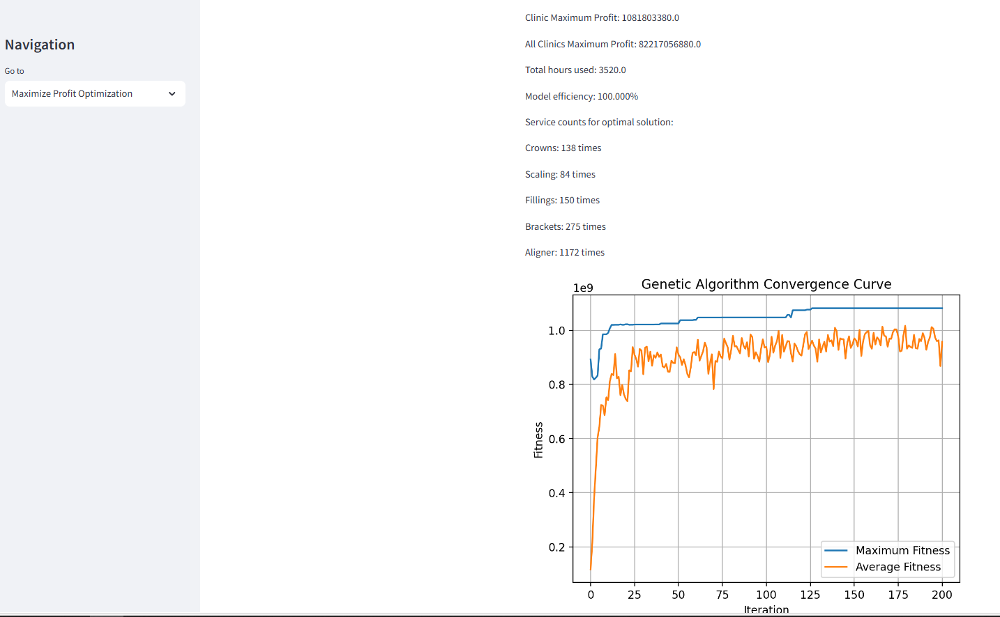 Navigation
Go to
Maximize Profit Optimization
Clinic Maximum Profit: 1081803380.0
All Clinics Maximum Profit: 82217056880.0
Total hours used: 3520.0
Model efficiency: 100.000%
Service counts for optimal solution:
Crowns: 138 times
Scaling: 84 times
Fillings: 150 times
Brackets: 275 times
Aligner: 1172 times
Genetic Algorithm Convergence Curve
1e9
1.0
0.8
0.6
0.4
0.2
Fitness
Maximum Fitness
Average Fitness
0 25 50 75 100 125 150 175 200
Iteration